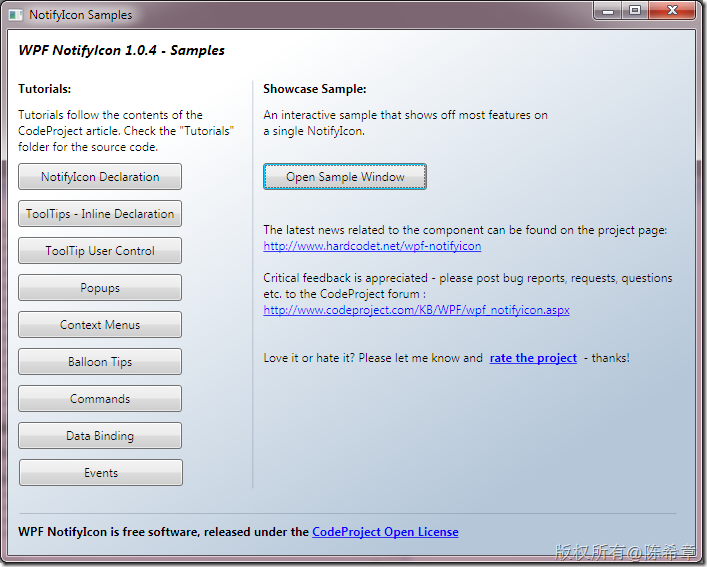 NotifyIcon Samples
WPF NotifyIcon 1.0.4 - Samples
Tutorials:
Tutorials follow the contents of the
CodeProject article. Check the "Tutorials"
folder for the source code.
NotifyIcon Declaration
ToolTips - Inline Declaration
ToolTip User Control
Popups
Context Menus
Balloon Tips
Commands
Data Binding
Events
Showcase Sample:
An interactive sample that shows off most features on
a single NotifyIcon.
Open Sample Window
The latest news related to the component can be found on the project page:
http://www.hardcodet.net/wpf-notifyicon
Critical feedback is appreciated - please post bug reports, requests, questions
etc. to the CodeProject forum :
http://www.codeproject.com/KB/WPF/wpf_notifyicon.aspx
Love it or hate it? Please let me know and rate the project - thanks!
WPF NotifyIcon is free software, released under the CodeProject Open License
版权所有@陈希章